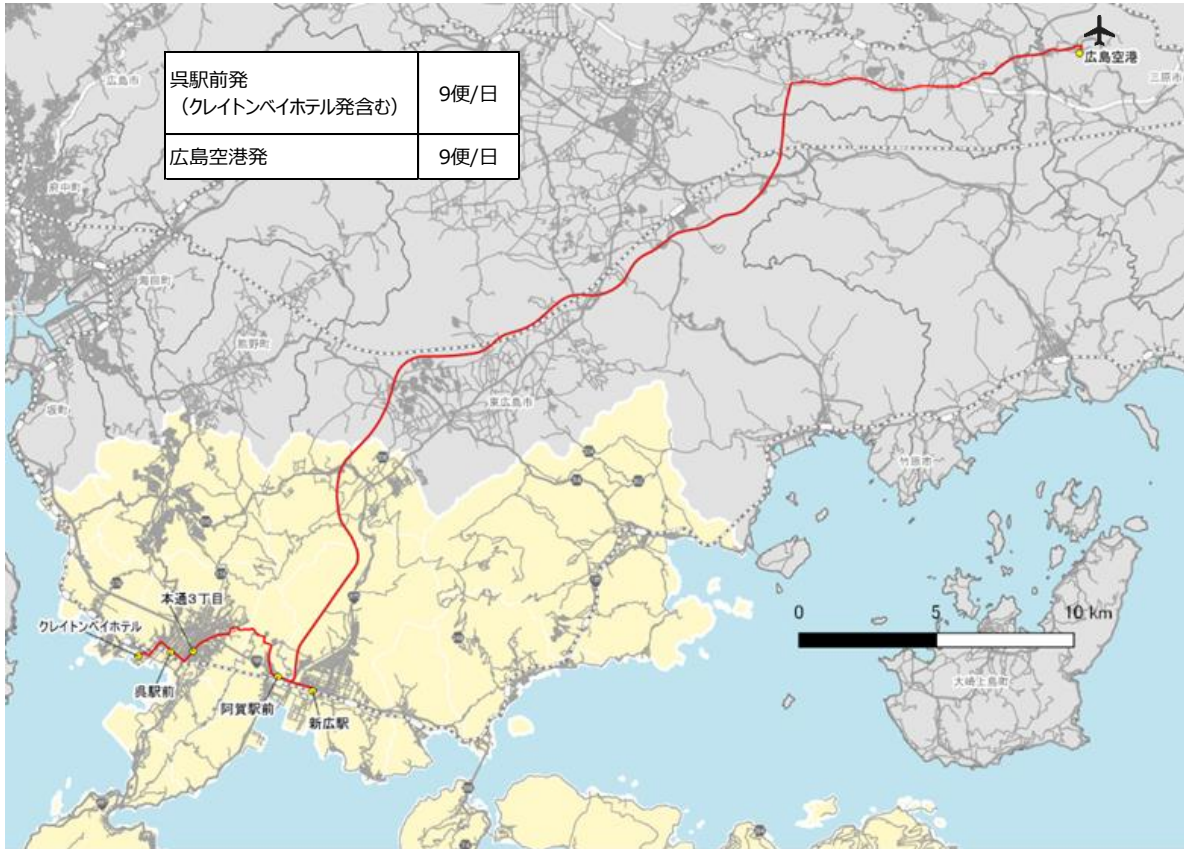 広島空港
呉駅前発
（クレイトンベイホテル発含む）
9便/日
広島空港発
9便/日
広島市
三原市
府中町
海田町
熊野町
坂町
東広島市
竹原市
本通3丁目
クレイトンベイホテル
呉駅前
阿賀駅前
新広駅
0 5 10 km
大崎上島町